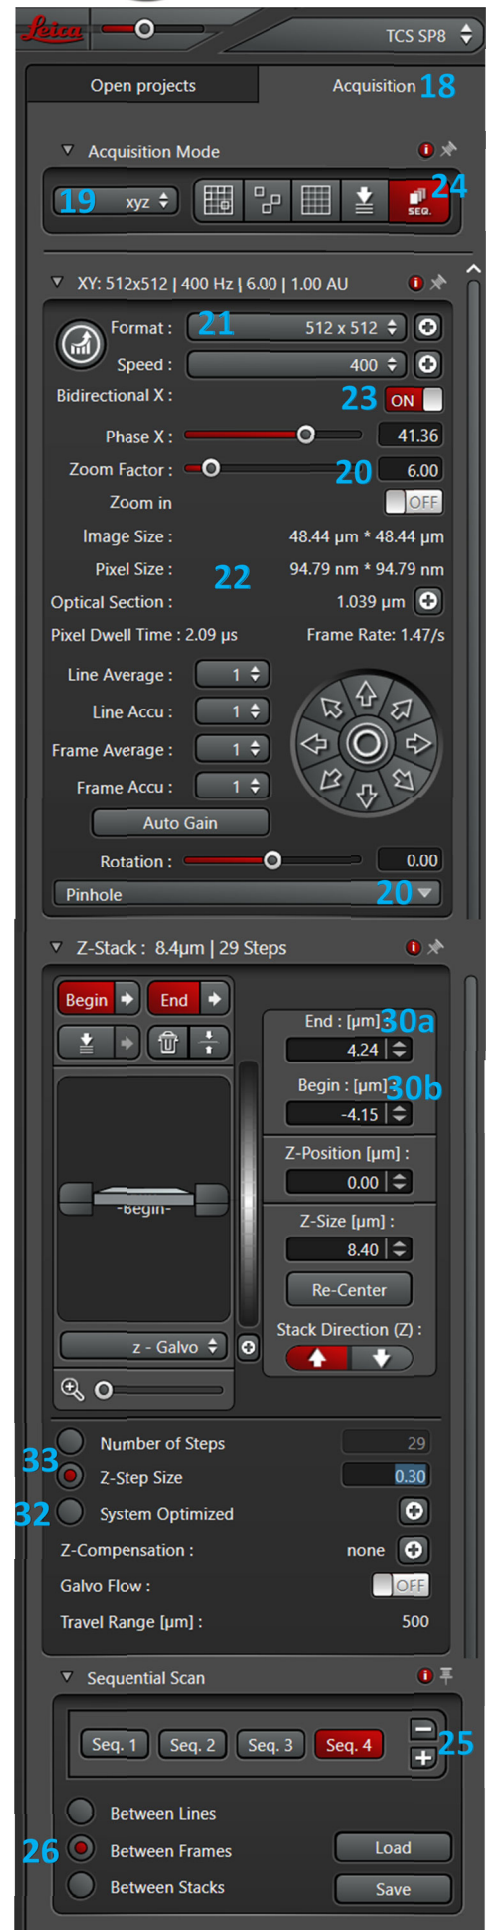 Leica TCS SP8
Open projects Acquisition 18
Acquisition Mode
19 xyz SEQ. 24
XY: 512x512 | 400 Hz | 6.00 | 1.00 AU
Format : 21 512 x 512
Speed : 400
Bidirectional X : 23 ON
Phase X : 41.36
Zoom Factor : 20 6.00
Zoom in OFF
Image Size : 48.44 µm * 48.44 µm
Pixel Size : 22 94.79 nm * 94.79 nm
Optical Section : 1.039 µm
Pixel Dwell Time : 2.09 µs Frame Rate: 1.47/s
Line Average : 1
Line Accu : 1
Frame Average : 1
Frame Accu : 1
Auto Gain
Rotation : 0.00
Pinhole 20
Z-Stack : 8.4µm | 29 Steps
Begin End
End : [µm] : 30a
4.24
Begin : [µm] : 30b
-4.15
-Begin-
Z-Position [µm] :
0.00
Z-Size [µm] :
8.40
Re-Center
Stack Direction (Z) :
z - Galvo
33 Number of Steps 29
Z-Step Size 0.30
32 System Optimized
Z-Compensation : none
Galvo Flow : OFF
Travel Range [µm] : 500
Sequential Scan
Seq. 1 Seq. 2 Seq. 3 Seq. 4 25
Between Lines
26 Between Frames Load
Between Stacks Save